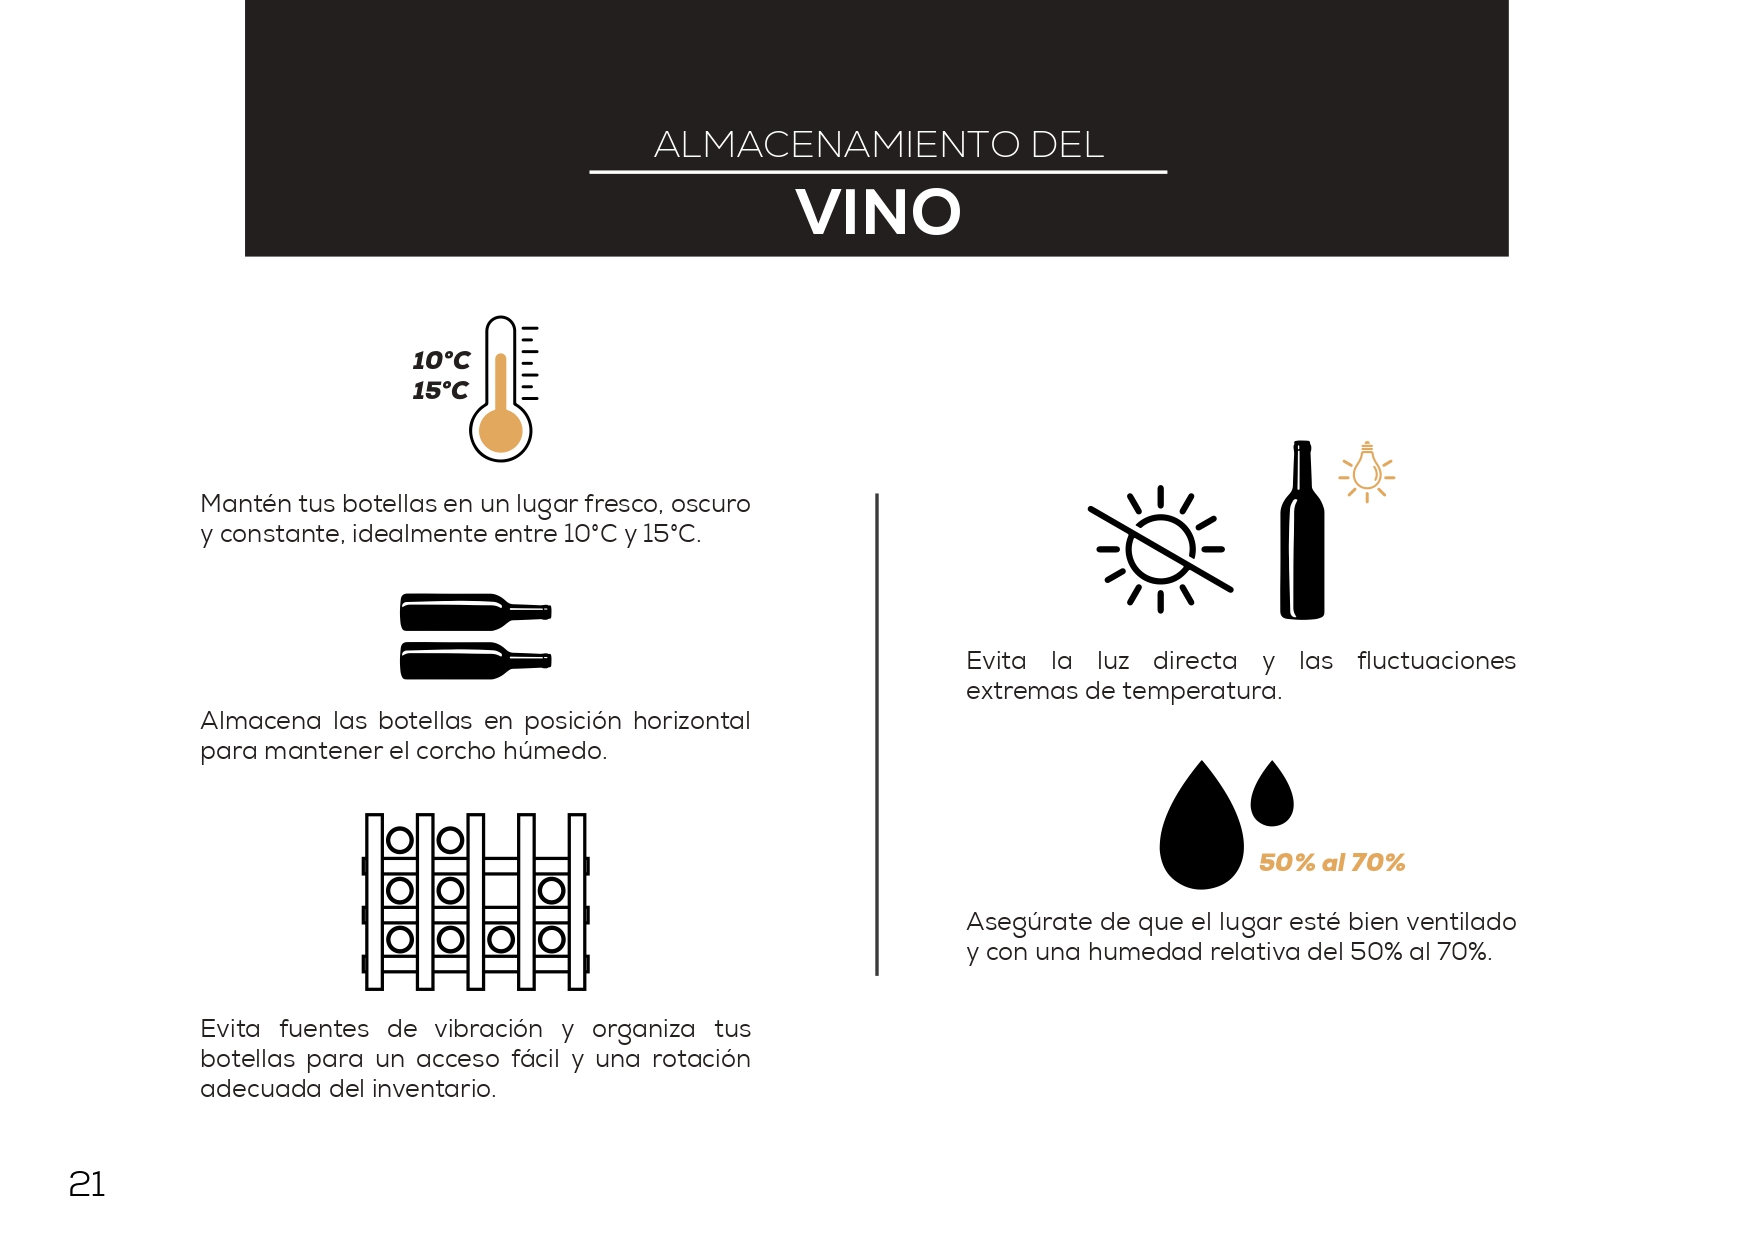 ALMACENAMIENTO DEL
VINO
10°C
15°C
Mantén tus botellas en un lugar fresco, oscuro
y constante, idealmente entre 10°C y 15°C.
Almacena las botellas en posición horizontal
para mantener el corcho húmedo.
Evita fuentes de vibración y organiza tus
botellas para un acceso fácil y una rotación
adecuada del inventario.
Evita la luz directa y las fluctuaciones
extremas de temperatura.
50% al 70%
Asegúrate de que el lugar esté bien ventilado
y con una humedad relativa del 50% al 70%.
21